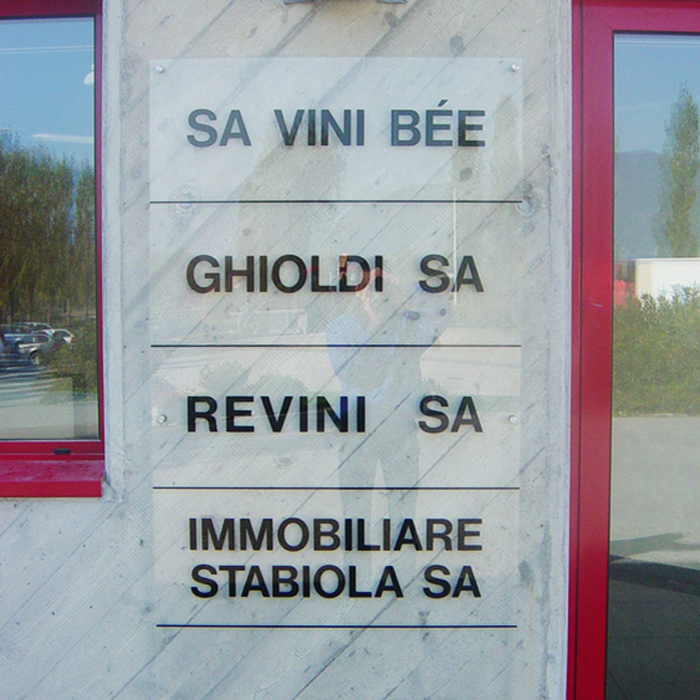 SA VINI BÉE
GHIOLDI SA
REVINI SA
IMMOBILIARE
STABIOLA SA